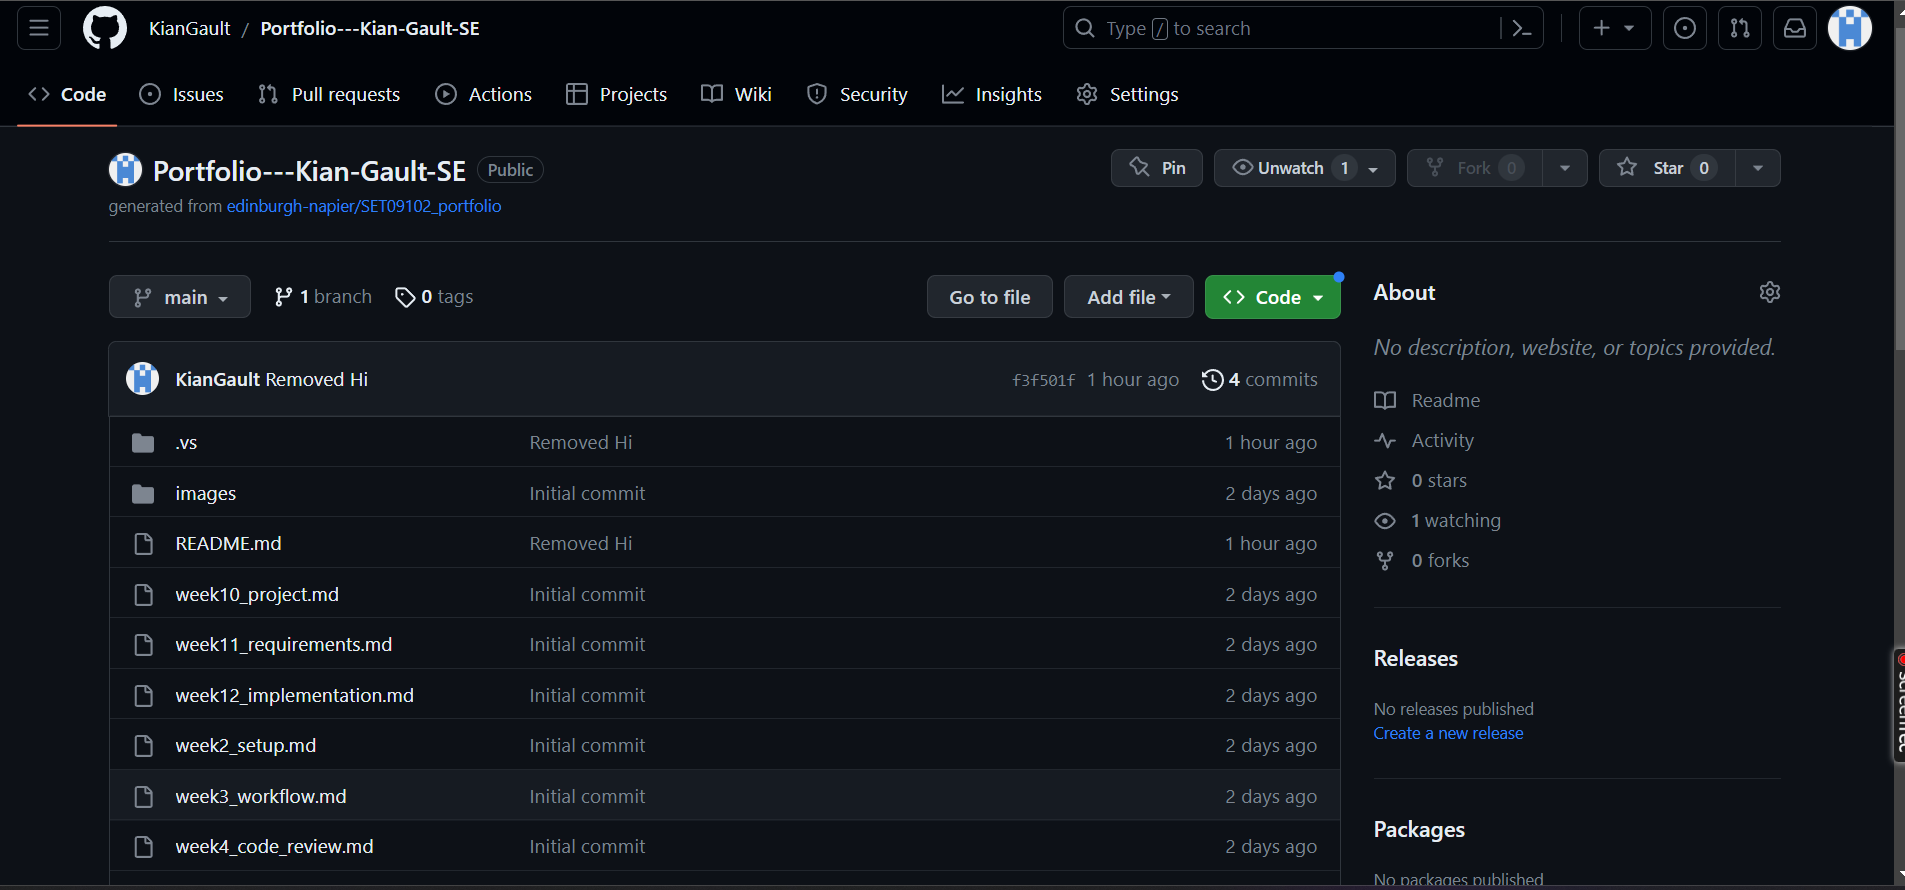 KianGault / Portfolio---Kian-Gault-SE
Type / to search
Code Issues Pull requests Actions Projects Wiki Security Insights Settings
Portfolio---Kian-Gault-SE Public
Pin Unwatch 1 Fork 0 Star 0
generated from edinburgh-napier/SET09102_portfolio
main 1 branch 0 tags
Go to file Add file Code
KianGault Removed Hi f3f501f 1 hour ago 4 commits
.vs Removed Hi 1 hour ago
images Initial commit 2 days ago
README.md Removed Hi 1 hour ago
week10_project.md Initial commit 2 days ago
week11_requirements.md Initial commit 2 days ago
week12_implementation.md Initial commit 2 days ago
week2_setup.md Initial commit 2 days ago
week3_workflow.md Initial commit 2 days ago
week4_code_review.md Initial commit 2 days ago
About
No description, website, or topics provided.
Readme
Activity
0 stars
1 watching
0 forks
Releases
No releases published
Create a new release
Packages
No packages published